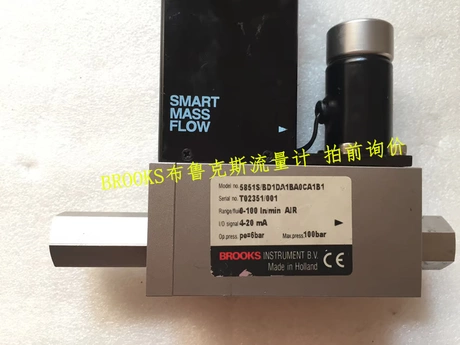 SMART
MASS
FLOW
BROOKS布鲁克斯流量计 拍前询价
Model no. 5851S/BD1DA1BA0CA1B1
Serial no. T02351/001
Range/fluid 0-100 ln/min AIR
I/O signal 4-20 mA
Op.press. po=6bar Max.press. 100bar
BROOKS INSTRUMENT B.V.
Made in Holland
CE